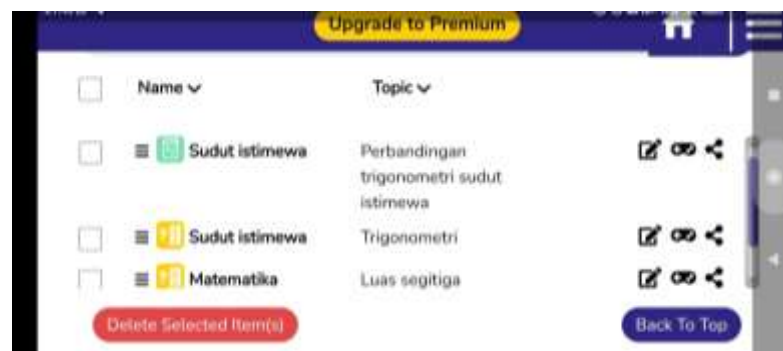 Upgrade to Premium
Name Topic
Sudut istimewa Perbandingan
trigonometri sudut
istimewa
Sudut istimewa Trigonometri
Matematika Luas segitiga
Delete Selected Item(s) Back To Top